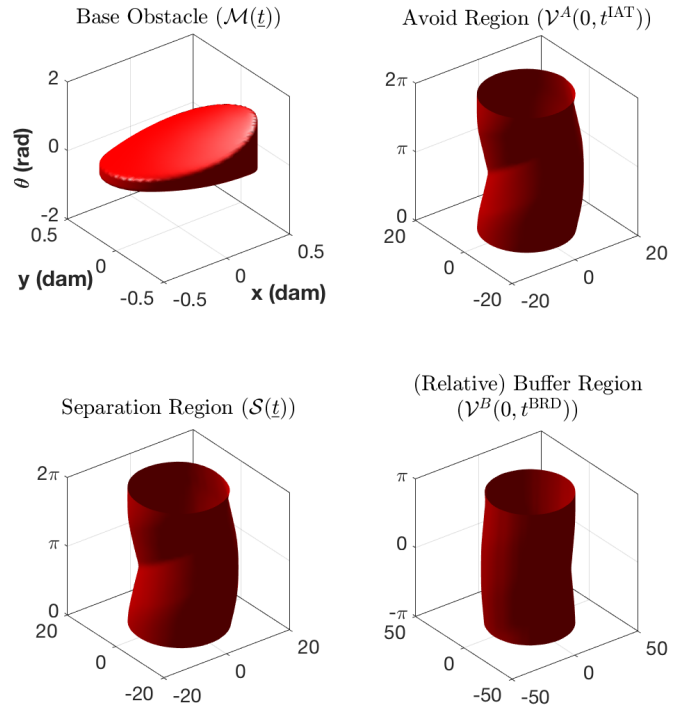 Base Obstacle (𝓜(t̲))
2
0
-2
θ (rad)
0.5
0
-0.5
y (dam)
-0.5
0
0.5
x (dam)
Avoid Region (𝒱^A(0, t^IAT))
2π
π
0
20
0
-20
-20
0
20
Separation Region (𝒮(t̲))
2π
π
0
20
0
-20
-20
0
20
(Relative) Buffer Region
(𝒱^B(0, t^BRD))
π
0
-π
50
0
-50
-50
0
50